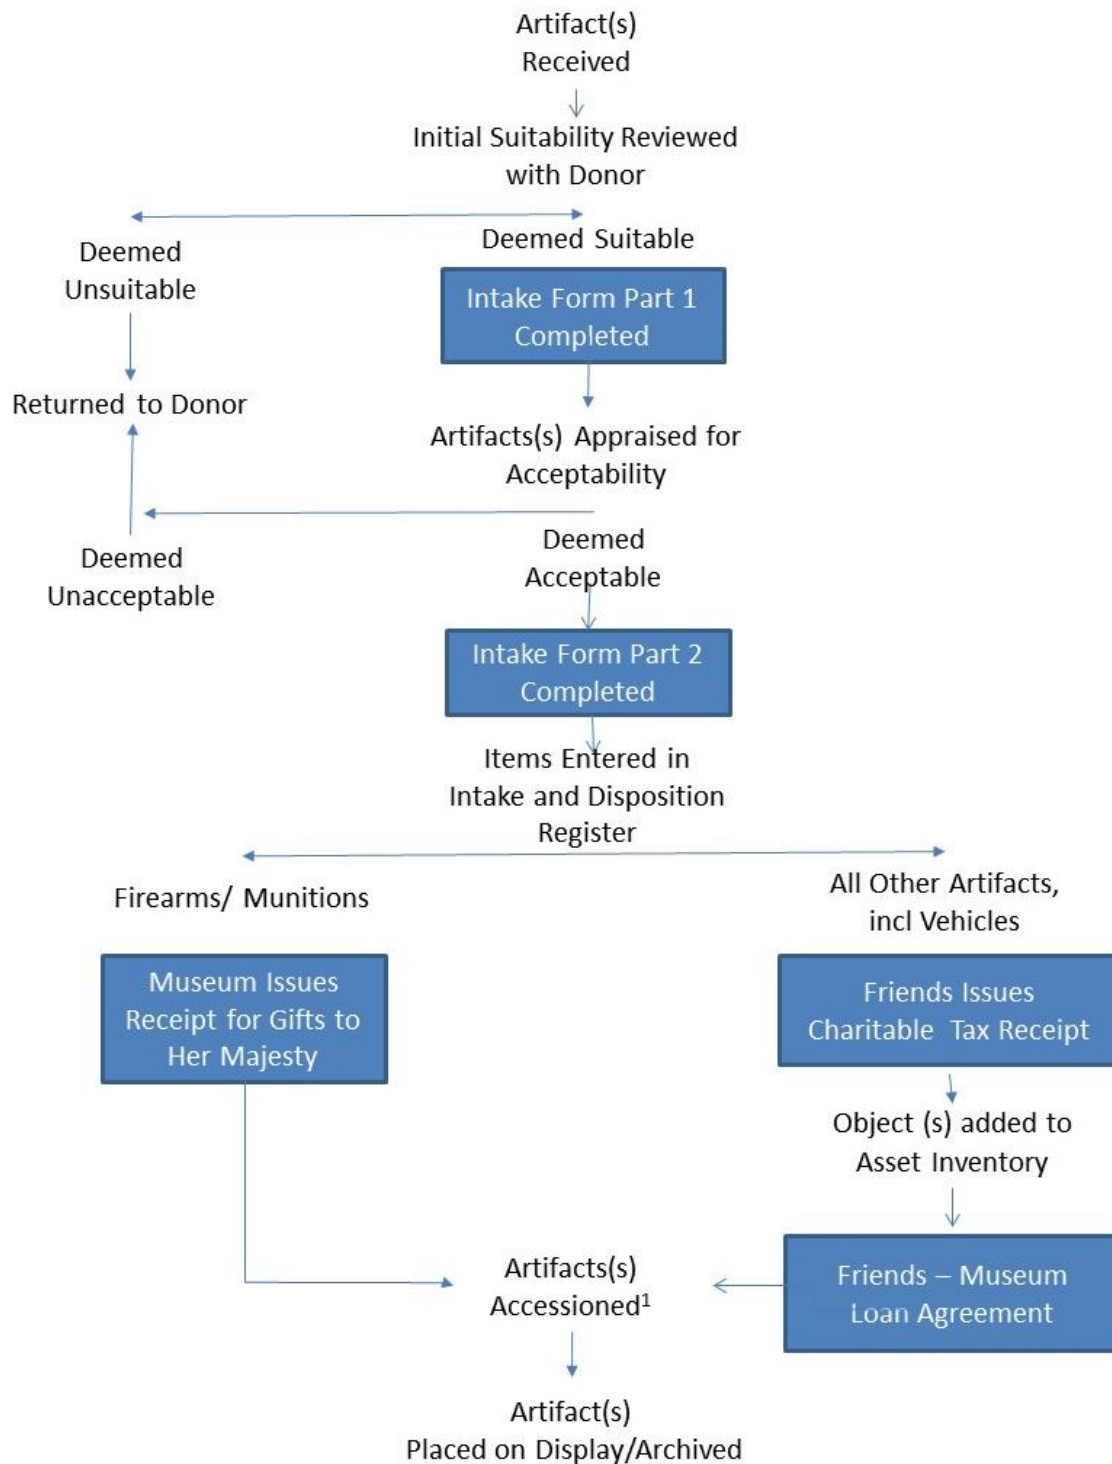 Artifact(s)
Received
Initial Suitability Reviewed
with Donor
Deemed
Unsuitable
Deemed Suitable
Intake Form Part 1
Completed
Returned to Donor
Artifacts(s) Appraised for
Acceptability
Deemed
Unacceptable
Deemed
Acceptable
Intake Form Part 2
Completed
Items Entered in
Intake and Disposition
Register
Firearms/ Munitions
All Other Artifacts,
incl Vehicles
Museum Issues
Receipt for Gifts to
Her Majesty
Friends Issues
Charitable Tax Receipt
Object (s) added to
Asset Inventory
Friends – Museum
Loan Agreement
Artifacts(s)
Accessioned¹
Artifact(s)
Placed on Display/Archived